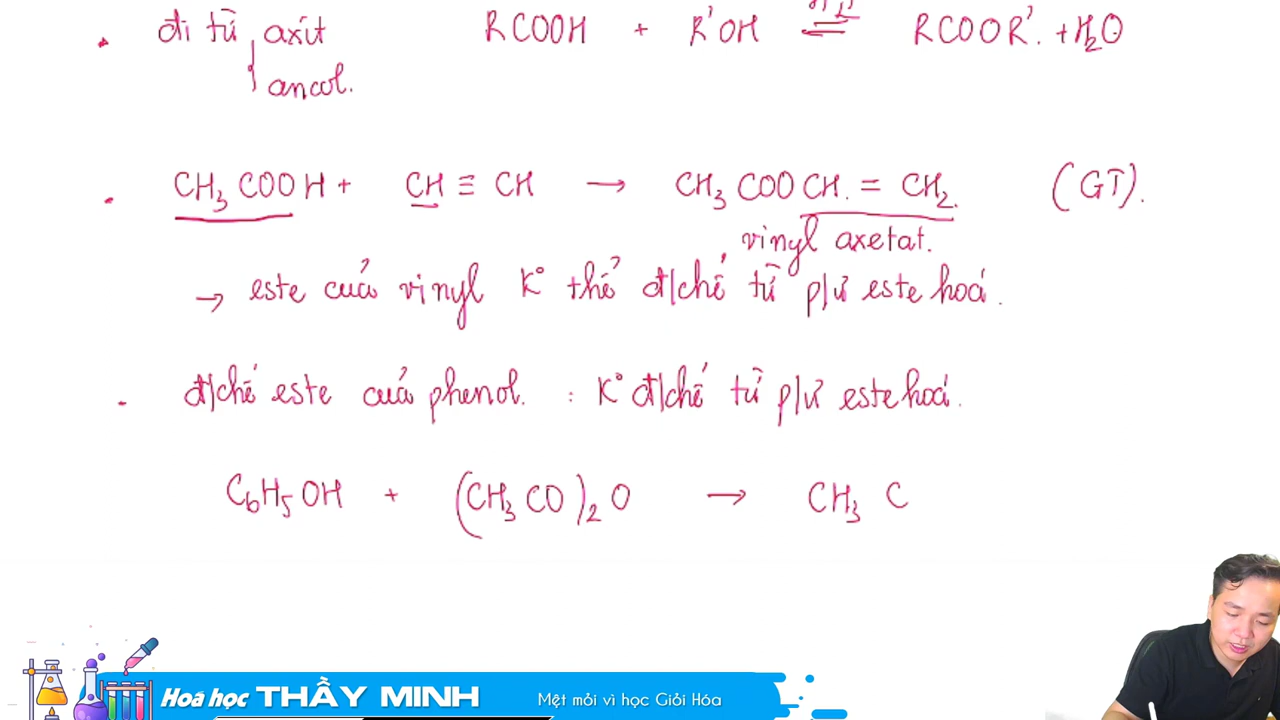 • đi từ { axit RCOOH + R'OH ⇌ RCOOR'. + H₂O
ancol.
• CH₃COOH + CH ≡ CH → CH₃COOCH. = CH₂. (GT).
vinyl axetat.
→ este của vinyl K° thể đ/chế từ p/ư este hoá.
• đ/chế este của phenol. : K° đ/chế từ p/ư este hoá.
C₆H₅OH + (CH₃CO)₂O → CH₃ C
Hoá học THẦY MINH Mệt mỏi vì học Giỏi Hóa